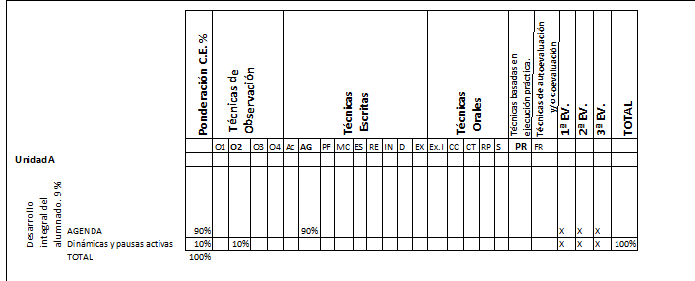 Ponderación C.E. %
Técnicas de
Observación
Técnicas
Escritas
Técnicas
Orales
Técnicas basadas en
ejecución práctica.
Técnicas de autoevaluación
y/o coevaluación
1ª EV.
2ª EV.
3ª EV.
TOTAL
O1 O2 O3 O4 Ac AG PF MC ES RE IN D EX Ex.I CC CT RP S PR FR
Unidad A
Desarrollo
integral del
alumnado. 9 %
AGENDA 90% 90% X X X
Dinámicas y pausas activas 10% 10% X X X 100%
TOTAL 100%